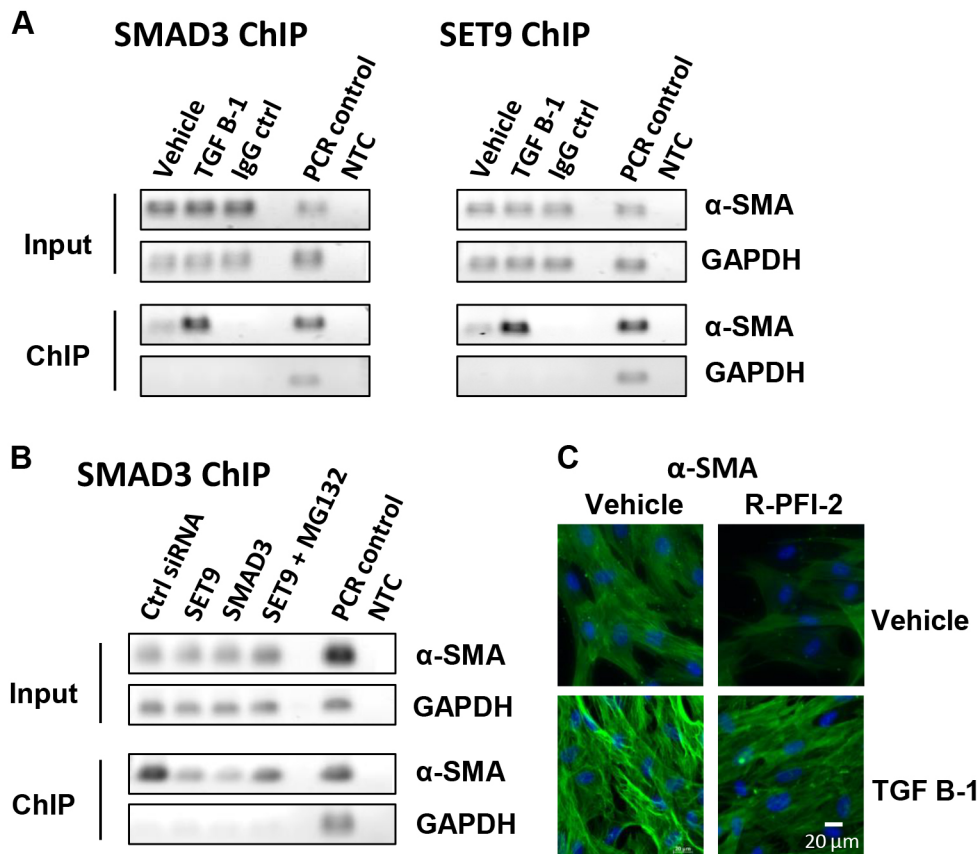 A
SMAD3 ChIP
SET9 ChIP
Vehicle
TGF B-1
IgG ctrl
PCR control
NTC
Vehicle
TGF B-1
IgG ctrl
PCR control
NTC
Input
α-SMA
GAPDH
ChIP
α-SMA
GAPDH
B
SMAD3 ChIP
Ctrl siRNA
SET9
SMAD3
SET9 + MG132
PCR control
NTC
Input
α-SMA
GAPDH
ChIP
α-SMA
GAPDH
C
α-SMA
Vehicle
R-PFI-2
Vehicle
TGF B-1
20 µm
20 µm